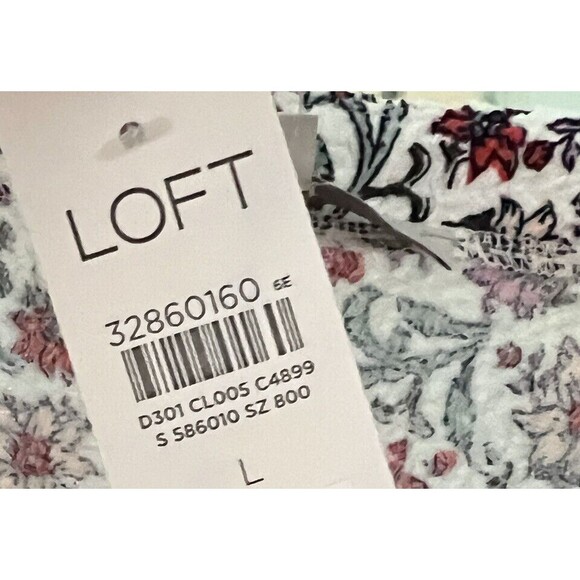 LOFT
32860160 6E
D301 CL005 C4899
S 586010 SZ 800
L